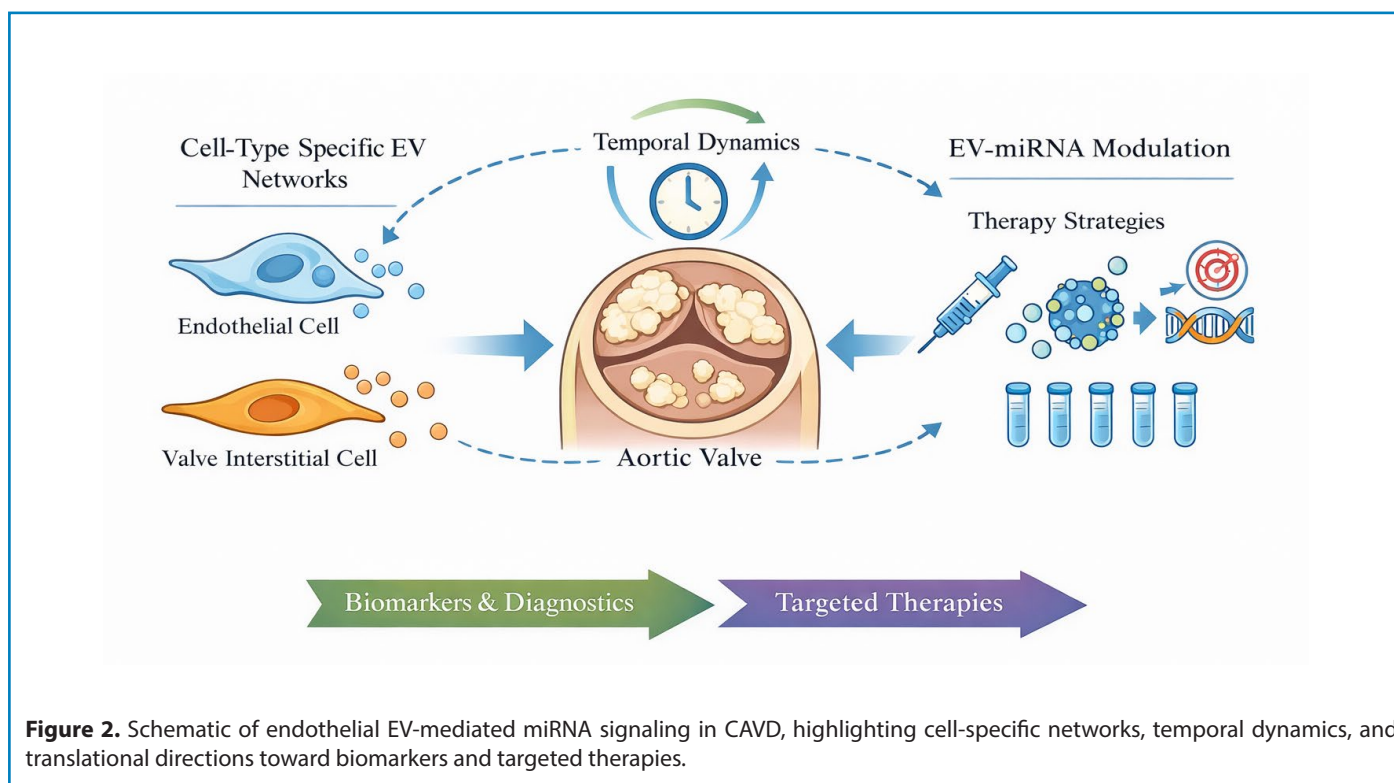 Cell-Type Specific EV
Networks
Endothelial Cell
Valve Interstitial Cell
Temporal Dynamics
Aortic Valve
EV-miRNA Modulation
Therapy Strategies
Biomarkers & Diagnostics
Targeted Therapies
Figure 2. Schematic of endothelial EV-mediated miRNA signaling in CAVD, highlighting cell-specific networks, temporal dynamics, and
translational directions toward biomarkers and targeted therapies.